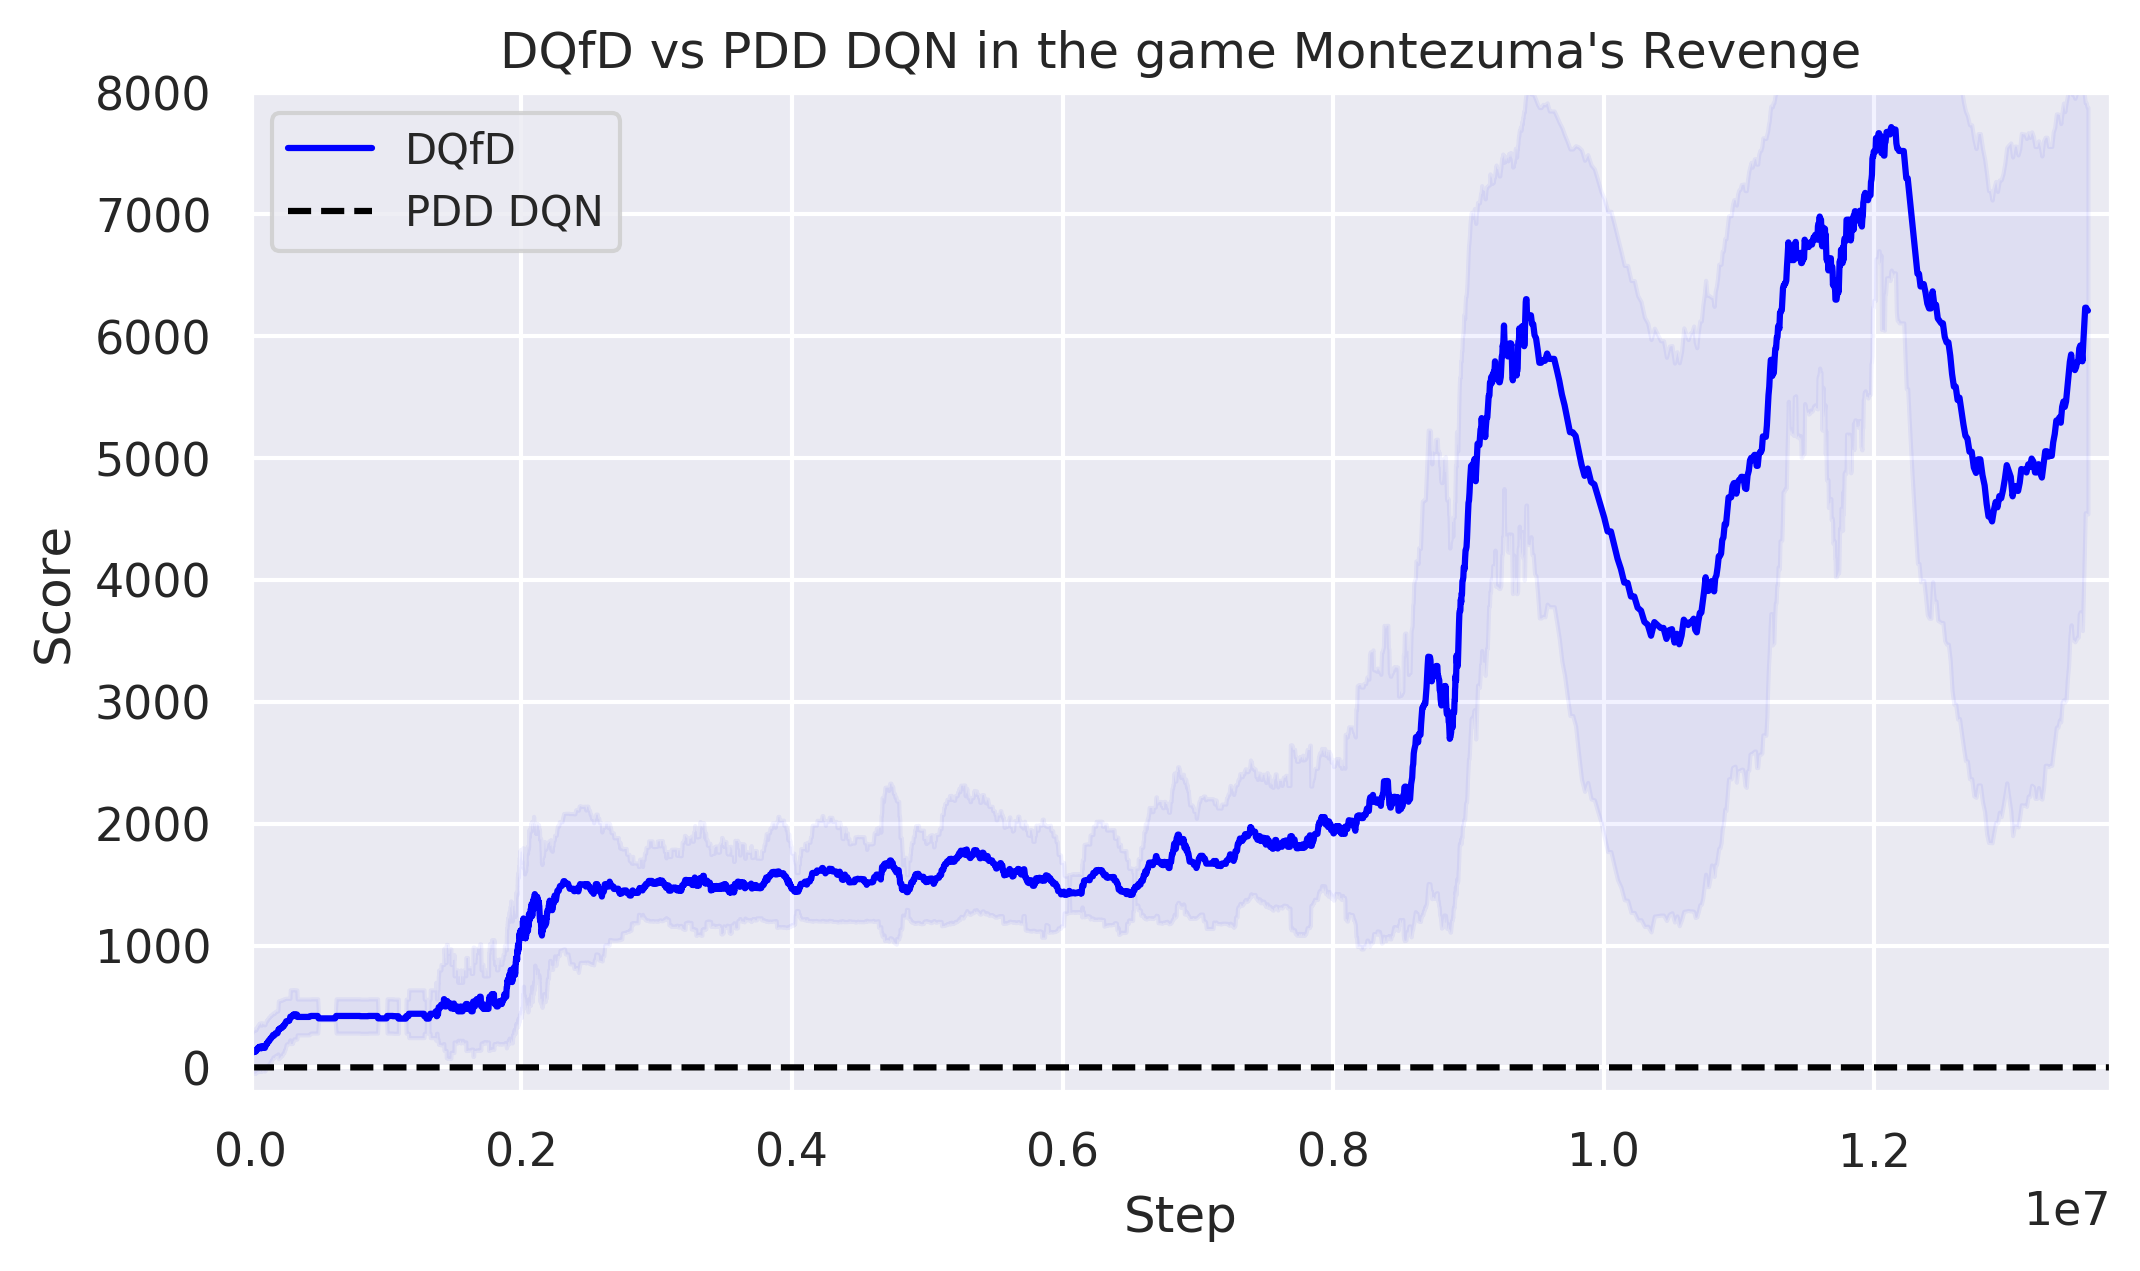 DQfD vs PDD DQN in the game Montezuma's Revenge
DQfD
PDD DQN
8000
7000
6000
5000
4000
3000
2000
1000
0
Score
0.0 0.2 0.4 0.6 0.8 1.0 1.2
1e7
Step